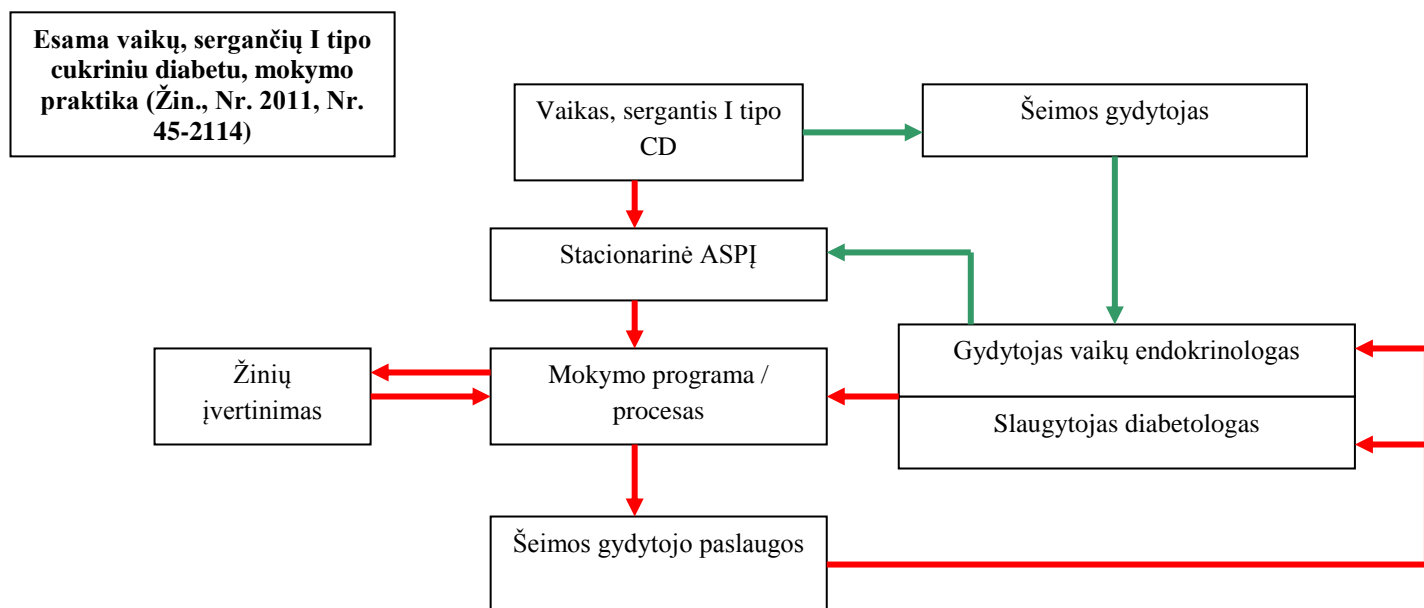 Esama vaikų, sergančių I tipo
cukriniu diabetu, mokymo
praktika (Žin., Nr. 2011, Nr.
45-2114)
Vaikas, sergantis I tipo
CD
Šeimos gydytojas
Stacionarinė ASPĮ
Gydytojas vaikų endokrinologas
Žinių
įvertinimas
Mokymo programa /
procesas
Slaugytojas diabetologas
Šeimos gydytojo paslaugos